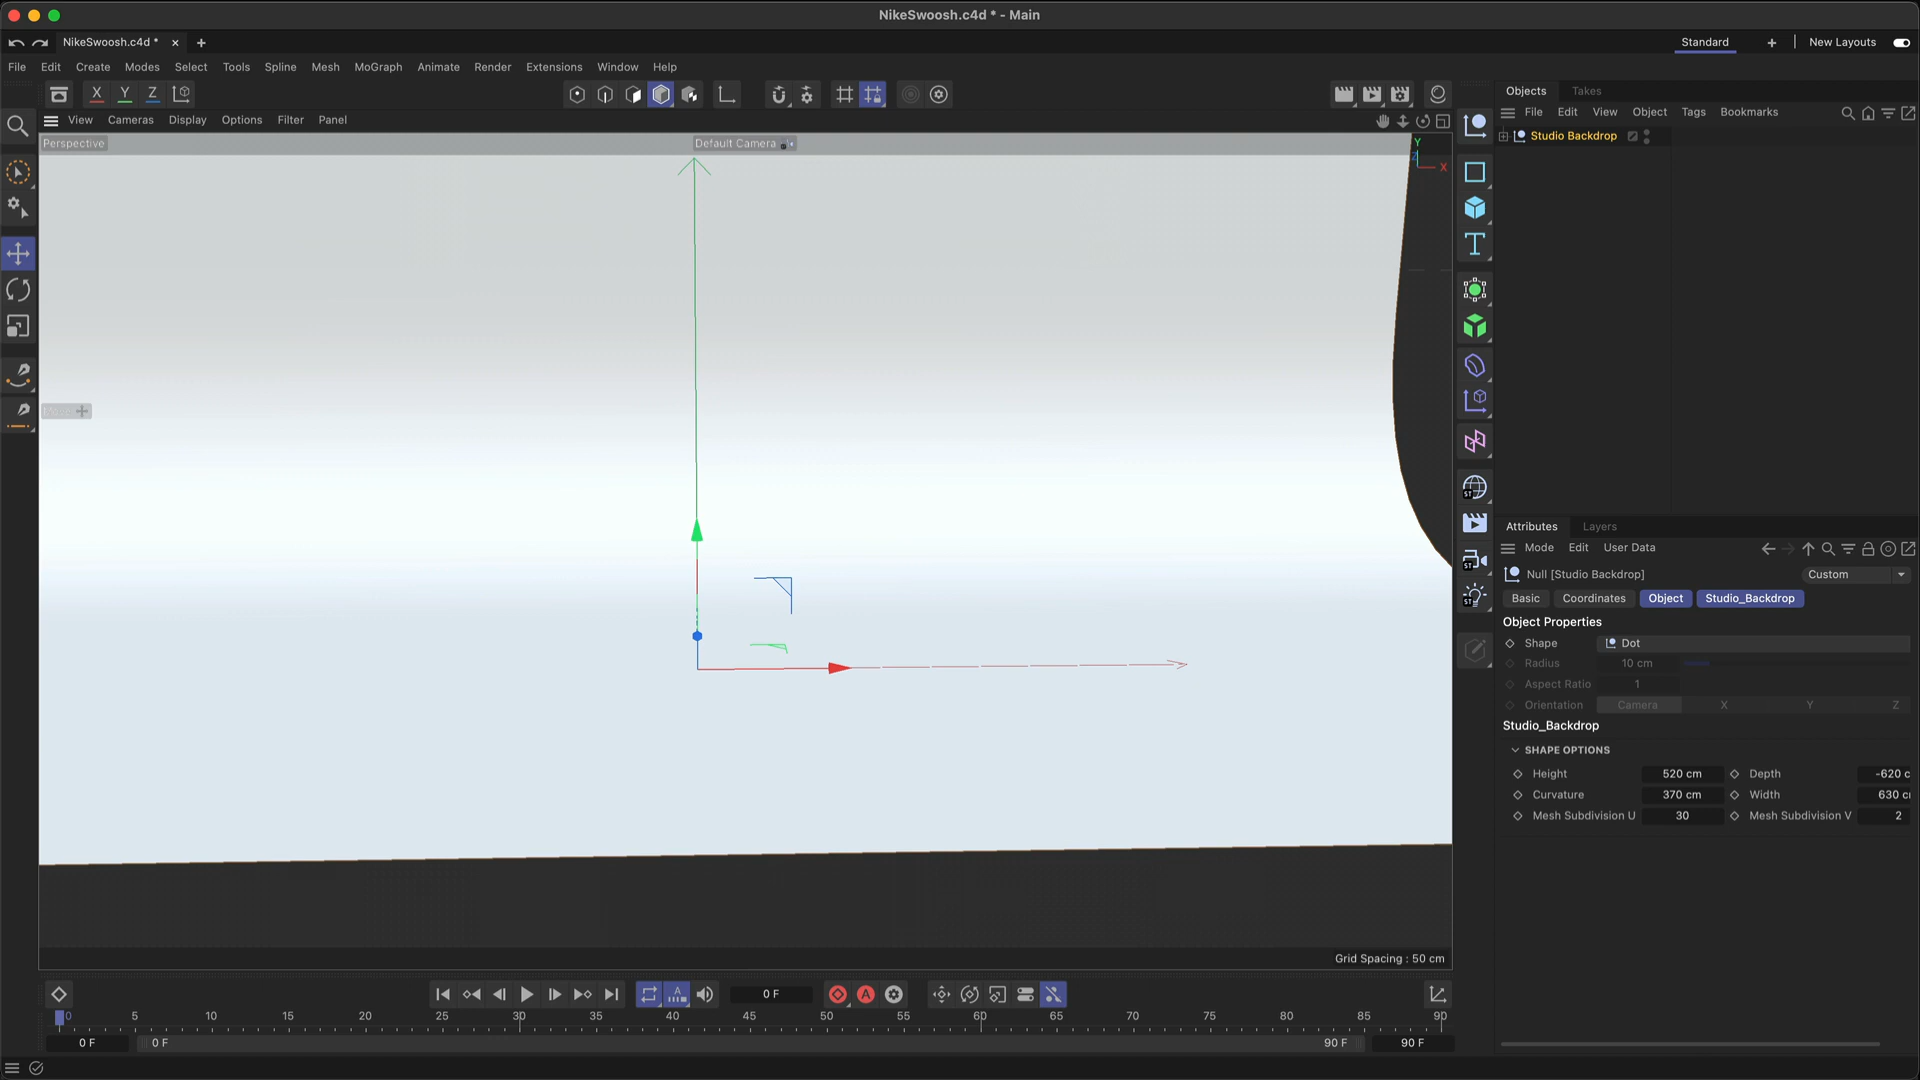 NikeSwoosh.c4d * - Main
NikeSwoosh.c4d *
Standard
New Layouts
File Edit Create Modes Select Tools Spline Mesh MoGraph Animate Render Extensions Window Help
X Y Z
View Cameras Display Options Filter Panel
Perspective
Default Camera
Y
X
Grid Spacing : 50 cm
Objects Takes
File Edit View Object Tags Bookmarks
Studio Backdrop
Attributes Layers
Mode Edit User Data
Null [Studio Backdrop]
Custom
Basic Coordinates Object Studio_Backdrop
Object Properties
Shape Dot
Radius 10 cm
Aspect Ratio 1
Orientation Camera X Y Z
Studio_Backdrop
SHAPE OPTIONS
Height 520 cm Depth -620 c
Curvature 370 cm Width 630 c
Mesh Subdivision U 30 Mesh Subdivision V 2
ST
ST
ST
0 F
0 5 10 15 20 25 30 35 40 45 50 55 60 65 70 75 80 85 90
0 F 0 F 90 F 90 F